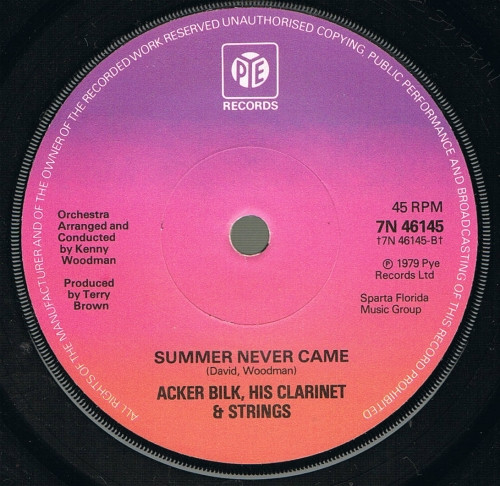 ALL RIGHTS OF THE MANUFACTURER AND OF THE OWNER OF THE RECORDED WORK RESERVED UNAUTHORISED COPYING, PUBLIC PERFORMANCE AND BROADCASTING OF THIS RECORD PROHIBITED
PYE
RECORDS
Orchestra
Arranged and
Conducted
by Kenny
Woodman
Produced
by Terry
Brown
45 RPM
7N 46145
†7N 46145-B†
℗ 1979 Pye
Records Ltd
Sparta Florida
Music Group
SUMMER NEVER CAME
(David, Woodman)
ACKER BILK, HIS CLARINET
& STRINGS